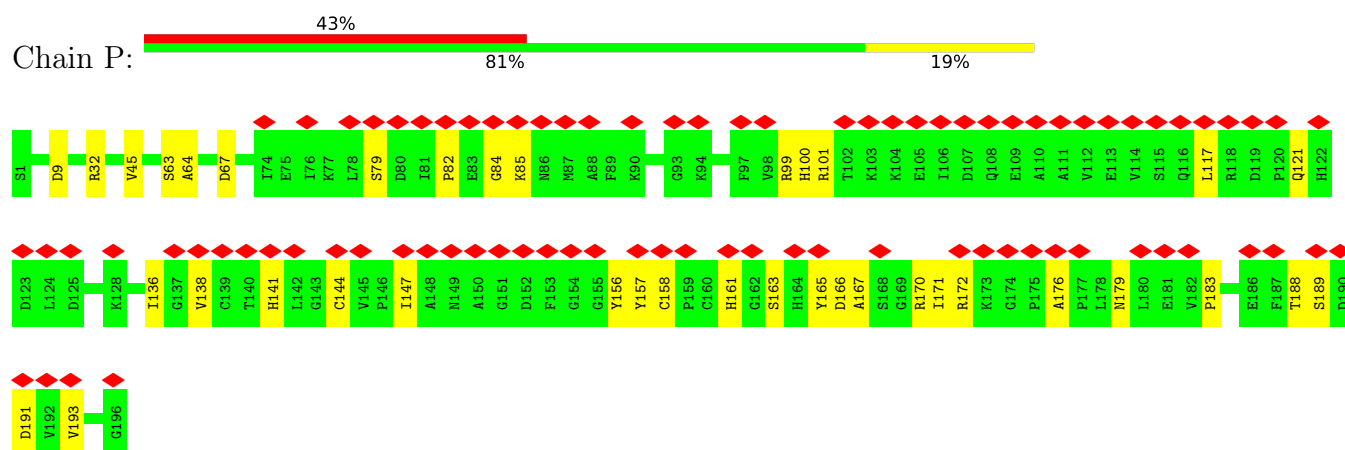 43%
Chain P:
81% 19%
S1 D9 R32 V45 S63 A64 D67 I74 E75 I76 K77 L78 S79 D80 I81 P82 E83 G84 K85 N86 M87 A88 F89 K90 G93 K94 F97 V98 R99 H100 R101 T102 K103 K104 E105 I106 D107 Q108 E109 A110 A111 V112 E113 V114 S115 Q116 L117 R118 D119 P120 Q121 H122
D123 L124 D125 K128 I136 G137 V138 C139 T140 H141 L142 G143 C144 V145 P146 I147 A148 N149 A150 G151 D152 F153 G154 G155 Y156 Y157 C158 P159 C160 H161 G162 S163 H164 Y165 D166 A167 S168 G169 R170 I171 R172 K173 G174 P175 A176 P177 L178 N179 L180 E181 V182 P183 E186 F187 T188 S189 D190
D191 V192 V193 G196